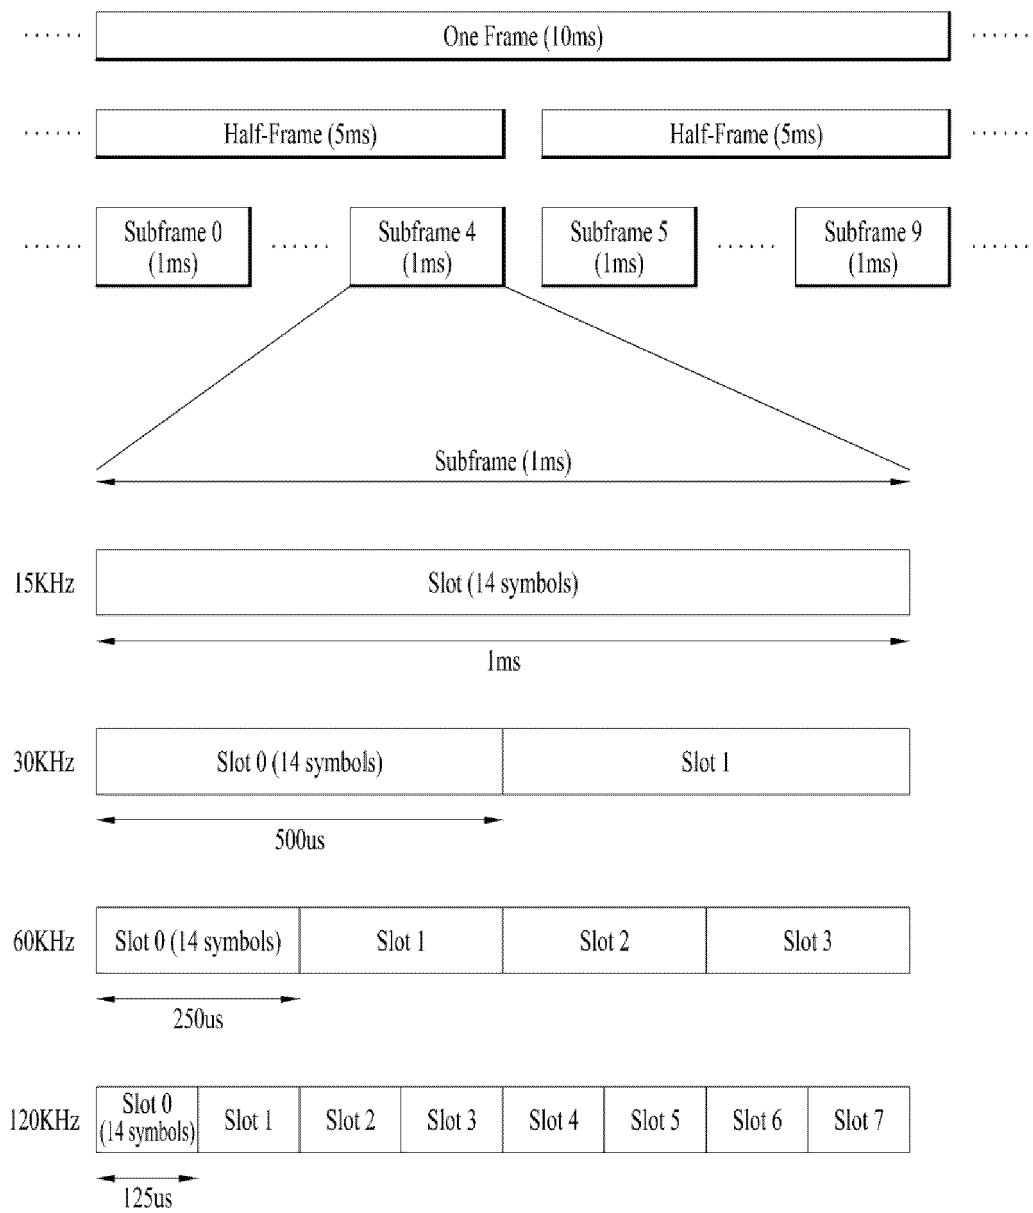 ...... One Frame (10ms) ......
...... Half-Frame (5ms) Half-Frame (5ms) ......
...... Subframe 0 (1ms) ...... Subframe 4 (1ms) Subframe 5 (1ms) ...... Subframe 9 (1ms) ......
Subframe (1ms)
15KHz Slot (14 symbols)
1ms
30KHz Slot 0 (14 symbols) Slot 1
500us
60KHz Slot 0 (14 symbols) Slot 1 Slot 2 Slot 3
250us
120KHz Slot 0 (14 symbols) Slot 1 Slot 2 Slot 3 Slot 4 Slot 5 Slot 6 Slot 7
125us